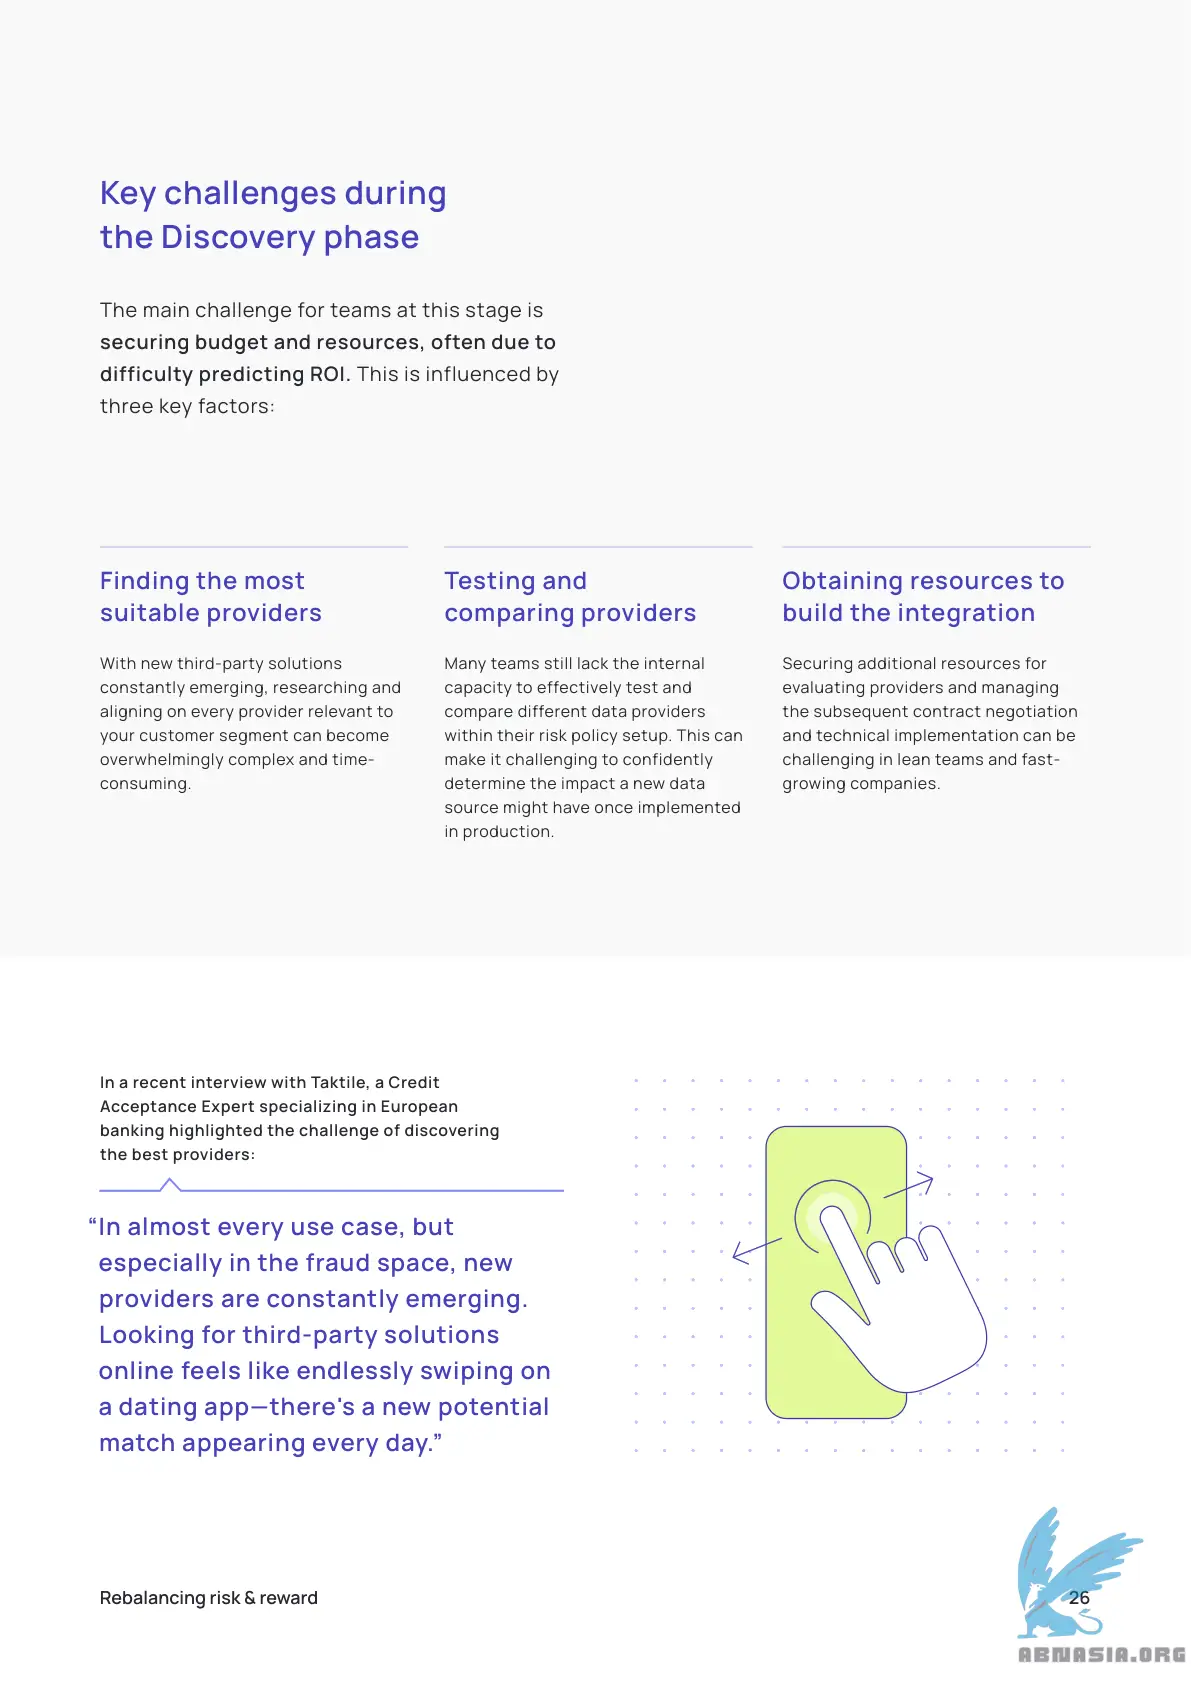 Key challenges during
the Discovery phase
The main challenge for teams at this stage is
securing budget and resources, often due to
difficulty predicting ROI. This is influenced by
three key factors:
Finding the most
suitable providers
With new third-party solutions
constantly emerging, researching and
aligning on every provider relevant to
your customer segment can become
overwhelmingly complex and time-
consuming.
Testing and
comparing providers
Many teams still lack the internal
capacity to effectively test and
compare different data providers
within their risk policy setup. This can
make it challenging to confidently
determine the impact a new data
source might have once implemented
in production.
Obtaining resources to
build the integration
Securing additional resources for
evaluating providers and managing
the subsequent contract negotiation
and technical implementation can be
challenging in lean teams and fast-
growing companies.
In a recent interview with Taktile, a Credit
Acceptance Expert specializing in European
banking highlighted the challenge of discovering
the best providers:
“In almost every use case, but
especially in the fraud space, new
providers are constantly emerging.
Looking for third-party solutions
online feels like endlessly swiping on
a dating app—there's a new potential
match appearing every day.”
Rebalancing risk & reward
26
ABNASIA.ORG